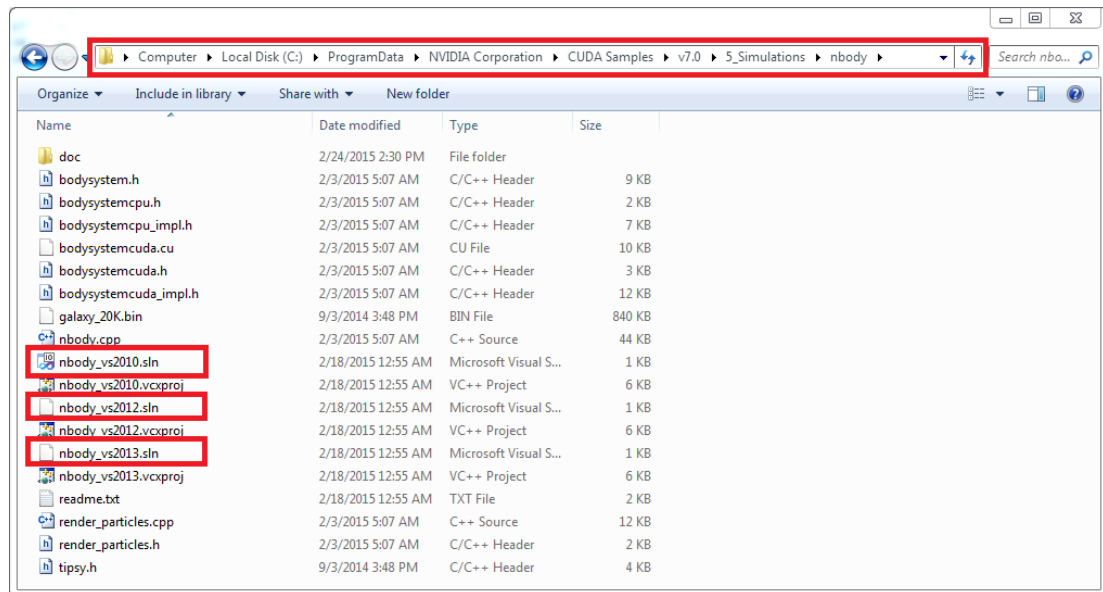 Computer Local Disk (C:) ProgramData NVIDIA Corporation CUDA Samples v7.0 5_Simulations nbody Search nbo...
Organize Include in library Share with New folder
Name Date modified Type Size
doc 2/24/2015 2:30 PM File folder
bodysystem.h 2/3/2015 5:07 AM C/C++ Header 9 KB
bodysystemcpu.h 2/3/2015 5:07 AM C/C++ Header 2 KB
bodysystemcpu_impl.h 2/3/2015 5:07 AM C/C++ Header 7 KB
bodysystemcuda.cu 2/3/2015 5:07 AM CU File 10 KB
bodysystemcuda.h 2/3/2015 5:07 AM C/C++ Header 3 KB
bodysystemcuda_impl.h 2/3/2015 5:07 AM C/C++ Header 12 KB
galaxy_20K.bin 9/3/2014 3:48 PM BIN File 840 KB
nbody.cpp 2/3/2015 5:07 AM C++ Source 44 KB
nbody_vs2010.sln 2/18/2015 12:55 AM Microsoft Visual S... 1 KB
nbody_vs2010.vcxproj 2/18/2015 12:55 AM VC++ Project 6 KB
nbody_vs2012.sln 2/18/2015 12:55 AM Microsoft Visual S... 1 KB
nbody_vs2012.vcxproj 2/18/2015 12:55 AM VC++ Project 6 KB
nbody_vs2013.sln 2/18/2015 12:55 AM Microsoft Visual S... 1 KB
nbody_vs2013.vcxproj 2/18/2015 12:55 AM VC++ Project 6 KB
readme.txt 2/18/2015 12:55 AM TXT File 2 KB
render_particles.cpp 2/3/2015 5:07 AM C++ Source 12 KB
render_particles.h 2/3/2015 5:07 AM C/C++ Header 2 KB
tipsy.h 9/3/2014 3:48 PM C/C++ Header 4 KB